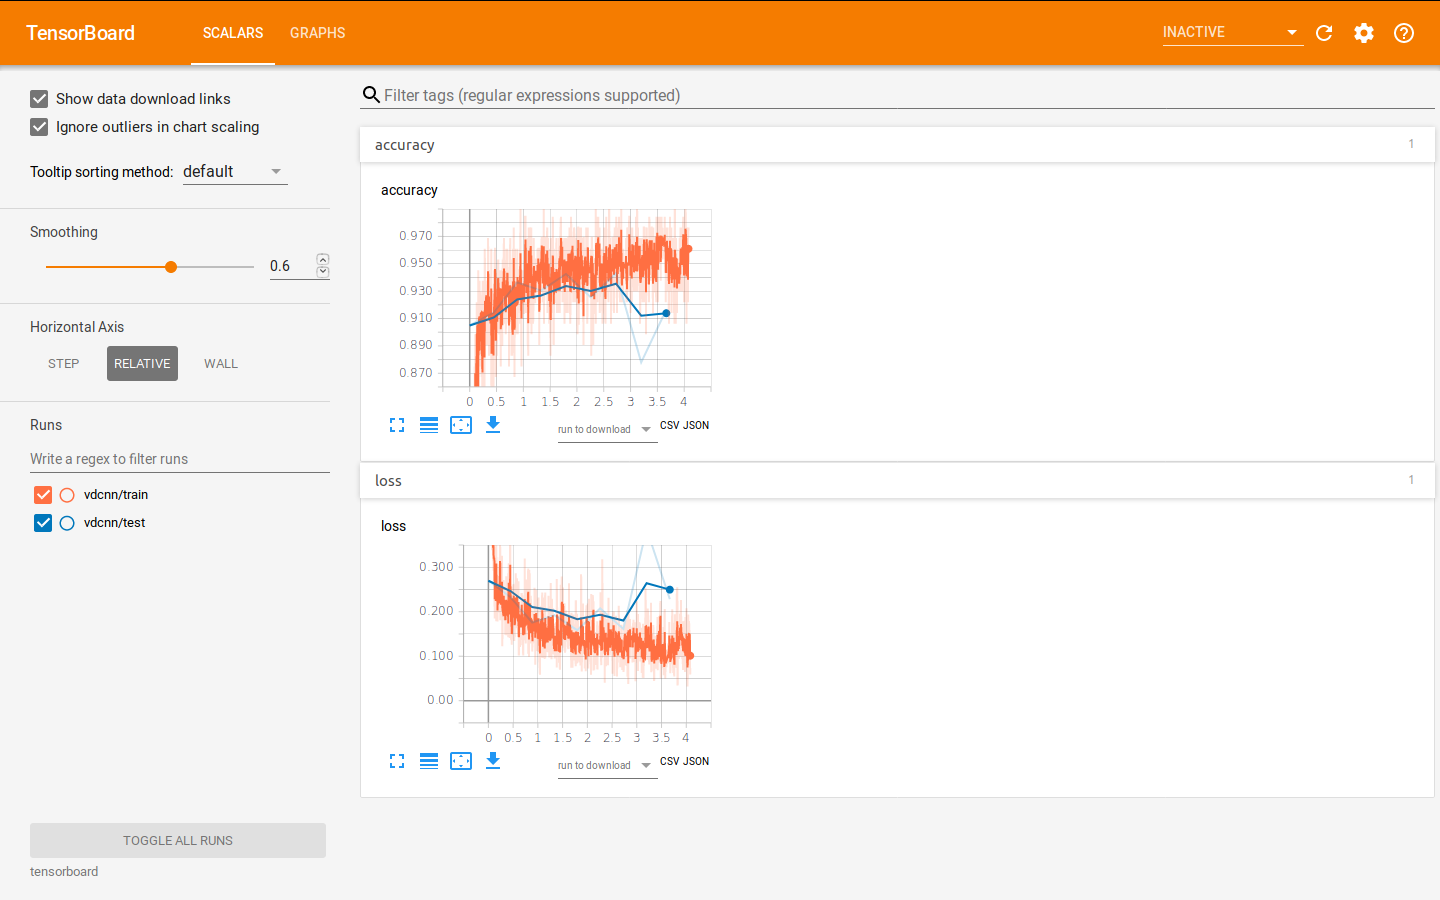 TensorBoard SCALARS GRAPHS INACTIVE
Show data download links
Ignore outliers in chart scaling
Tooltip sorting method: default
Smoothing
0.6
Horizontal Axis
STEP RELATIVE WALL
Runs
Write a regex to filter runs
vdcnn/train
vdcnn/test
TOGGLE ALL RUNS
tensorboard
Filter tags (regular expressions supported)
accuracy 1
accuracy
0.970
0.950
0.930
0.910
0.890
0.870
0 0.5 1 1.5 2 2.5 3 3.5 4
run to download CSV JSON
loss 1
loss
0.300
0.200
0.100
0.00
0 0.5 1 1.5 2 2.5 3 3.5 4
run to download CSV JSON